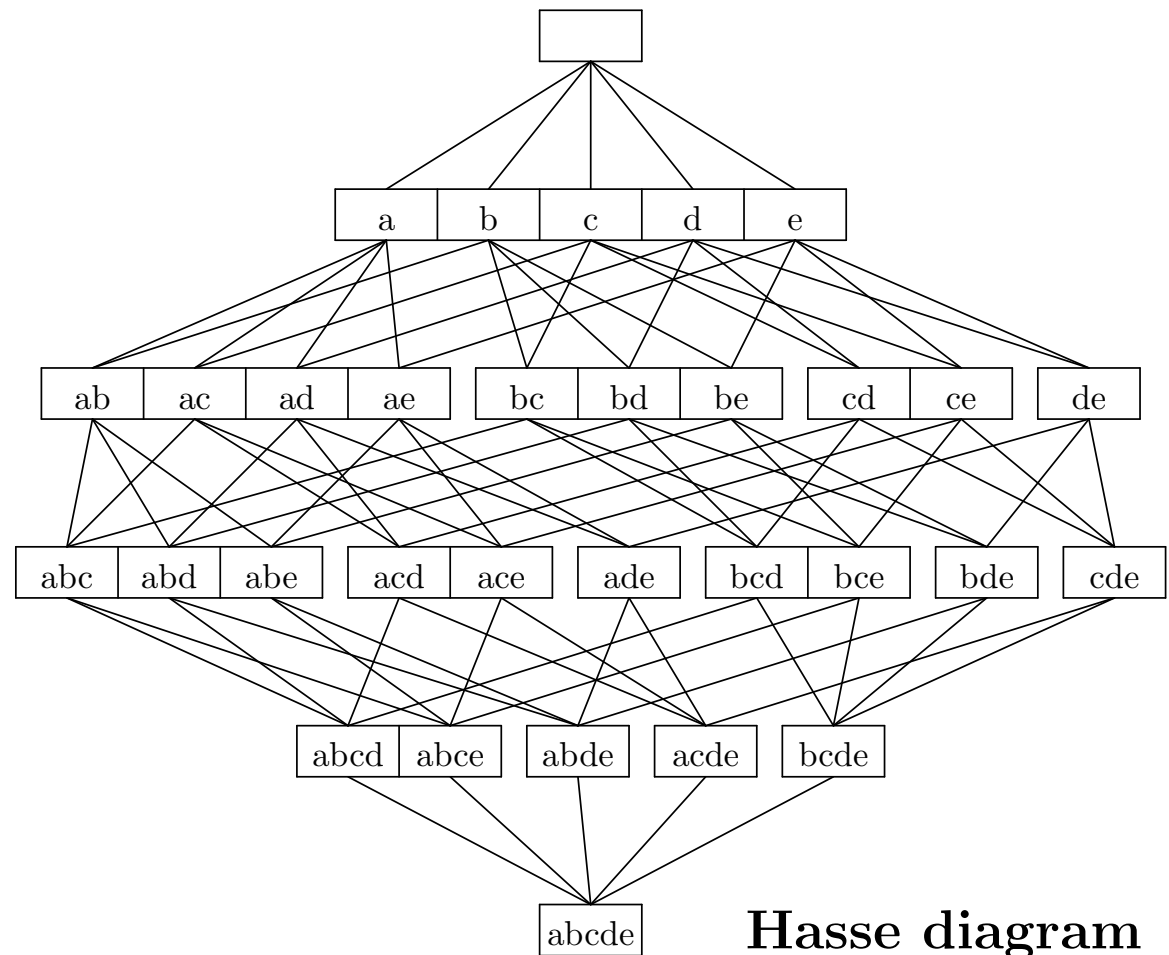 a b c d e
ab ac ad ae bc bd be cd ce de
abc abd abe acd ace ade bcd bce bde cde
abcd abce abde acde bcde
abcde
Hasse diagram